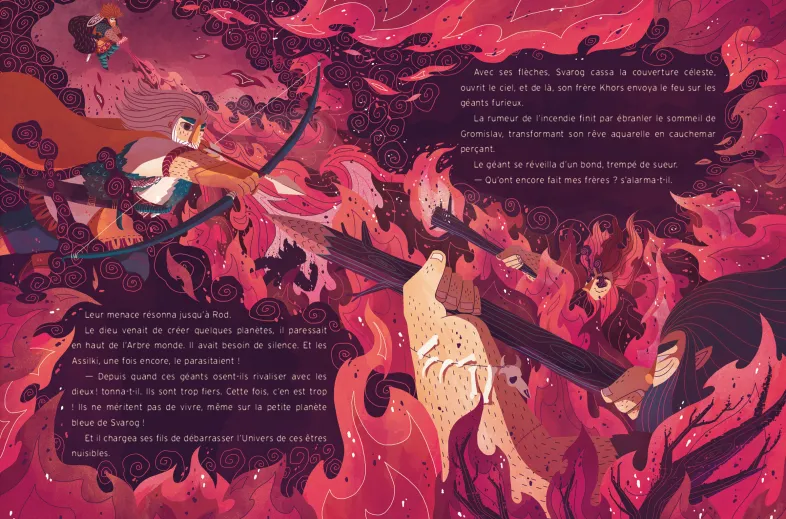 Leur menace résonna jusqu'à Rod.
Le dieu venait de créer quelques planètes, il paressait
en haut de l'Arbre monde. Il avait besoin de silence. Et les
Assilki, une fois encore, le parasitaient !
— Depuis quand ces géants osent-ils rivaliser avec les
dieux ! tonna-t-il. Ils sont trop fiers. Cette fois, c'en est trop
! Ils ne méritent pas de vivre, même sur la petite planète
bleue de Svarog !
Et il chargea ses fils de débarrasser l'Univers de ces êtres
nuisibles.
Avec ses flèches, Svarog cassa la couverture céleste,
ouvrit le ciel, et de là, son frère Khors envoya le feu sur les
géants furieux.
La rumeur de l'incendie finit par ébranler le sommeil de
Gromislav, transformant son rêve aquarelle en cauchemar
perçant.
Le géant se réveilla d'un bond, trempé de sueur.
— Qu'ont encore fait mes frères ? s'alarma-t-il.